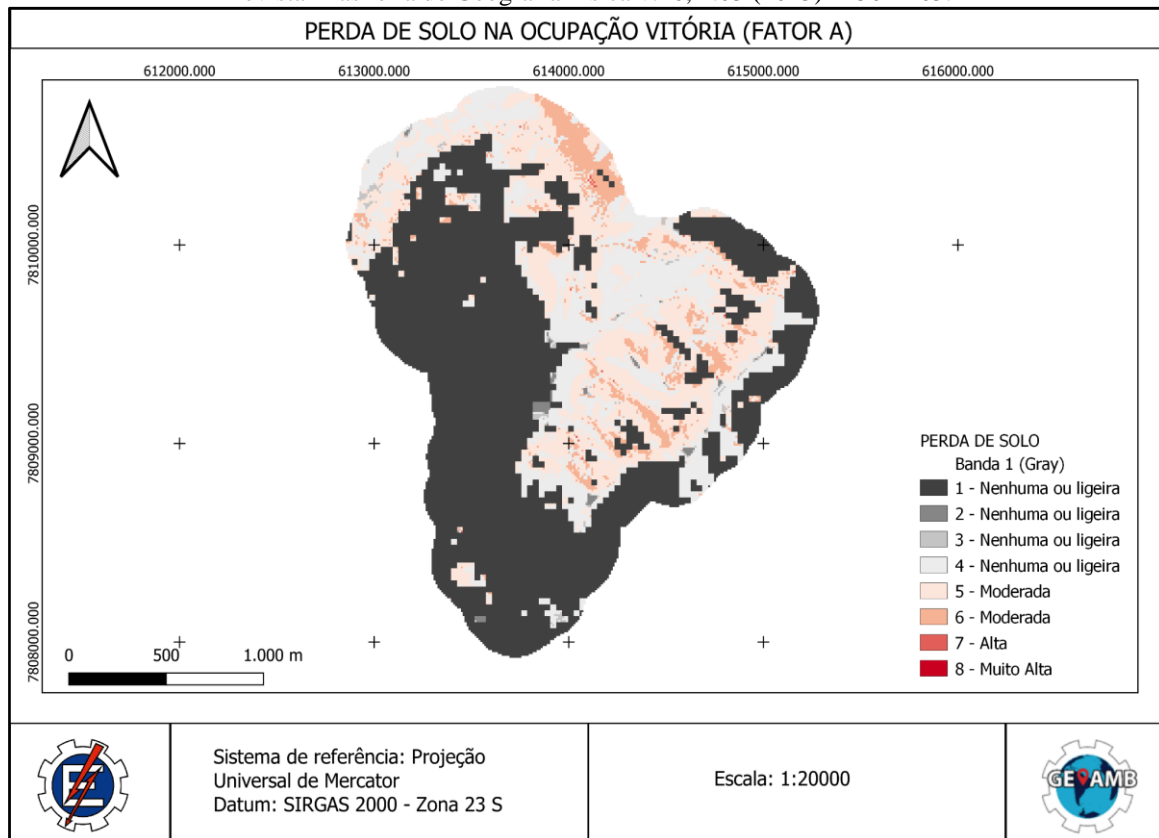 PERDA DE SOLO NA OCUPAÇÃO VITÓRIA (FATOR A)
612000.000 613000.000 614000.000 615000.000 616000.000
7810000.000
7809000.000
7808000.000
PERDA DE SOLO
Banda 1 (Gray)
1 - Nenhuma ou ligeira
2 - Nenhuma ou ligeira
3 - Nenhuma ou ligeira
4 - Nenhuma ou ligeira
5 - Moderada
6 - Moderada
7 - Alta
8 - Muito Alta
0 500 1.000 m
E
Sistema de referência: Projeção
Universal de Mercator
Datum: SIRGAS 2000 - Zona 23 S
Escala: 1:20000
GEOAMB